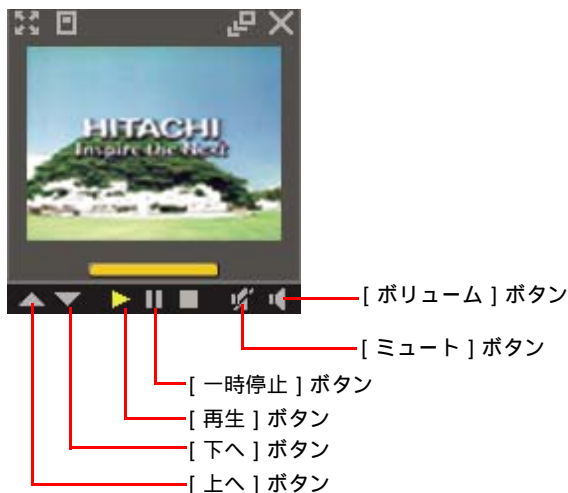 HITACHI
Inspire the Next
[ ボリューム ] ボタン
[ ミュート ] ボタン
[ 一時停止 ] ボタン
[ 再生 ] ボタン
[ 下へ ] ボタン
[ 上へ ] ボタン